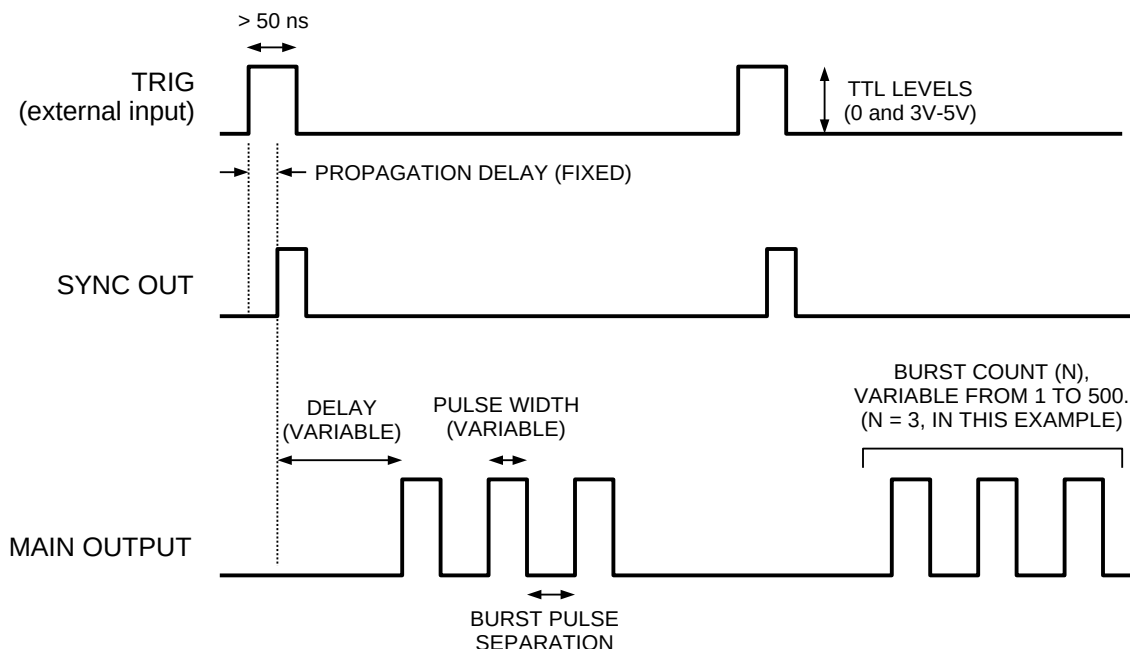 > 50 ns
TRIG
(external input)
TTL LEVELS
(0 and 3V-5V)
PROPAGATION DELAY (FIXED)
SYNC OUT
BURST COUNT (N),
VARIABLE FROM 1 TO 500.
(N = 3, IN THIS EXAMPLE)
DELAY
(VARIABLE)
PULSE WIDTH
(VARIABLE)
MAIN OUTPUT
BURST PULSE
SEPARATION